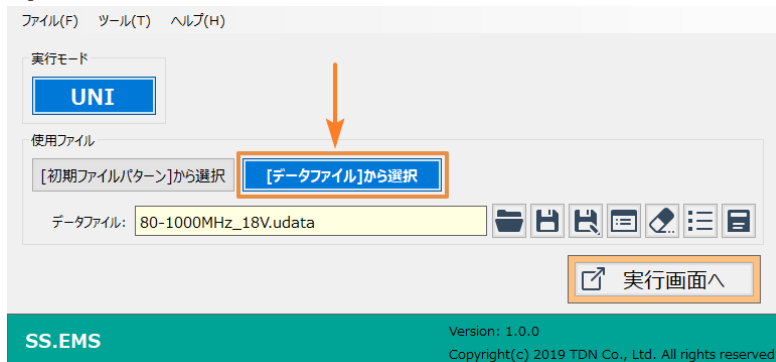 ファイル(F) ツール(T) ヘルプ(H)
実行モード
UNI
使用ファイル
[初期ファイルパターン]から選択 [データファイル]から選択
データファイル: 80-1000MHz_18V.udata
実行画面へ
SS.EMS
Version: 1.0.0
Copyright(c) 2019 TDN Co., Ltd. All rights reserved